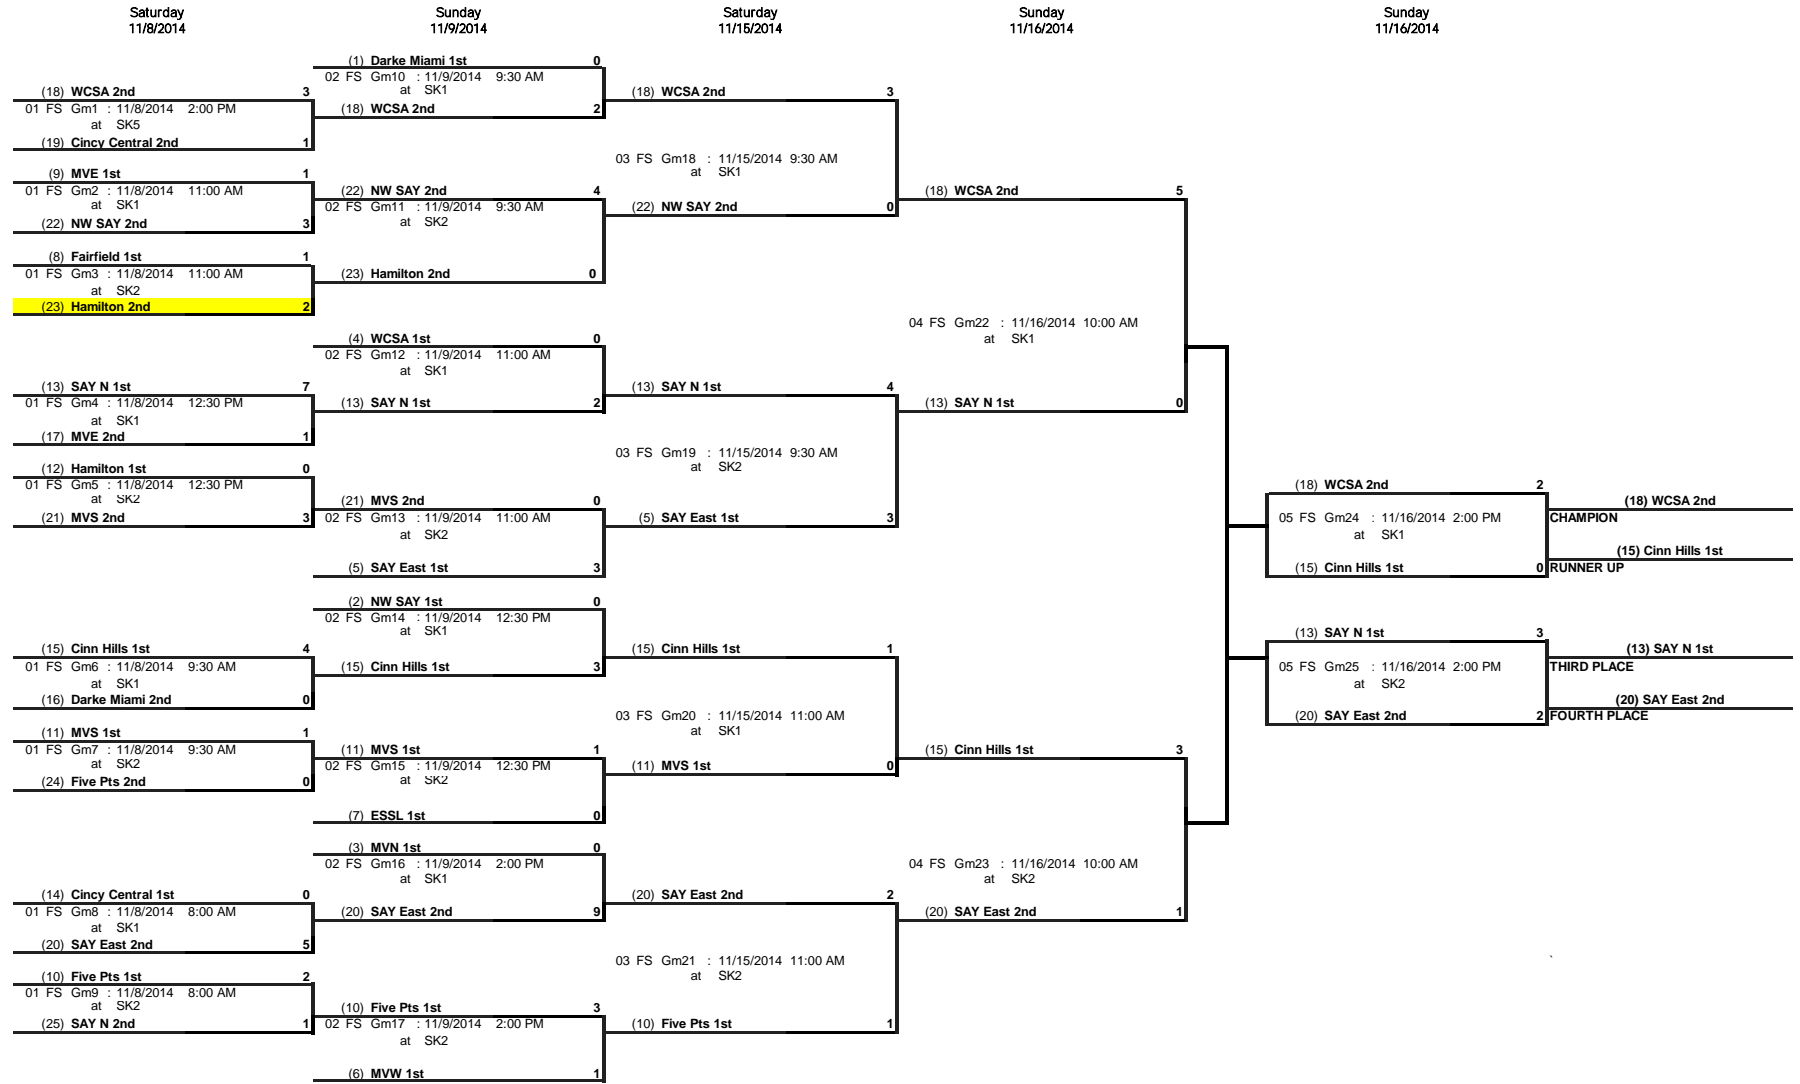 Saturday
11/8/2014
Sunday
11/9/2014
Saturday
11/15/2014
Sunday
11/16/2014
Sunday
11/16/2014
(18) WCSA 2nd 3
01 FS Gm1 : 11/8/2014 2:00 PM
at SK5
(19) Cincy Central 2nd 1
(9) MVE 1st 1
01 FS Gm2 : 11/8/2014 11:00 AM
at SK1
(22) NW SAY 2nd 3
(8) Fairfield 1st 1
01 FS Gm3 : 11/8/2014 11:00 AM
at SK2
(23) Hamilton 2nd 2
(13) SAY N 1st 7
01 FS Gm4 : 11/8/2014 12:30 PM
at SK1
(17) MVE 2nd 1
(12) Hamilton 1st 0
01 FS Gm5 : 11/8/2014 12:30 PM
at SK2
(21) MVS 2nd 3
(15) Cinn Hills 1st 4
01 FS Gm6 : 11/8/2014 9:30 AM
at SK1
(16) Darke Miami 2nd 0
(11) MVS 1st 1
01 FS Gm7 : 11/8/2014 9:30 AM
at SK2
(24) Five Pts 2nd 0
(14) Cincy Central 1st 0
01 FS Gm8 : 11/8/2014 8:00 AM
at SK1
(20) SAY East 2nd 5
(10) Five Pts 1st 2
01 FS Gm9 : 11/8/2014 8:00 AM
at SK2
(25) SAY N 2nd 1
(1) Darke Miami 1st 0
02 FS Gm10 : 11/9/2014 9:30 AM
at SK1
(18) WCSA 2nd 2
(22) NW SAY 2nd 4
02 FS Gm11 : 11/9/2014 9:30 AM
at SK2
(23) Hamilton 2nd 0
(4) WCSA 1st 0
02 FS Gm12 : 11/9/2014 11:00 AM
at SK1
(13) SAY N 1st 2
(21) MVS 2nd 0
02 FS Gm13 : 11/9/2014 11:00 AM
at SK2
(5) SAY East 1st 3
(2) NW SAY 1st 0
02 FS Gm14 : 11/9/2014 12:30 PM
at SK1
(15) Cinn Hills 1st 3
(11) MVS 1st 1
02 FS Gm15 : 11/9/2014 12:30 PM
at SK2
(7) ESSL 1st 0
(3) MVN 1st 0
02 FS Gm16 : 11/9/2014 2:00 PM
at SK1
(20) SAY East 2nd 9
(10) Five Pts 1st 3
02 FS Gm17 : 11/9/2014 2:00 PM
at SK2
(6) MVW 1st 1
(18) WCSA 2nd 3
03 FS Gm18 : 11/15/2014 9:30 AM
at SK1
(22) NW SAY 2nd 0
(13) SAY N 1st 4
03 FS Gm19 : 11/15/2014 9:30 AM
at SK2
(5) SAY East 1st 3
(15) Cinn Hills 1st 1
03 FS Gm20 : 11/15/2014 11:00 AM
at SK1
(11) MVS 1st 0
(20) SAY East 2nd 2
03 FS Gm21 : 11/15/2014 11:00 AM
at SK2
(10) Five Pts 1st 1
(18) WCSA 2nd 5
04 FS Gm22 : 11/16/2014 10:00 AM
at SK1
(13) SAY N 1st 0
(15) Cinn Hills 1st 3
04 FS Gm23 : 11/16/2014 10:00 AM
at SK2
(20) SAY East 2nd 1
(18) WCSA 2nd 2
05 FS Gm24 : 11/16/2014 2:00 PM
at SK1
(15) Cinn Hills 1st 0
(18) WCSA 2nd
CHAMPION
(15) Cinn Hills 1st
RUNNER UP
(13) SAY N 1st 3
05 FS Gm25 : 11/16/2014 2:00 PM
at SK2
(20) SAY East 2nd 2
(13) SAY N 1st
THIRD PLACE
(20) SAY East 2nd
FOURTH PLACE